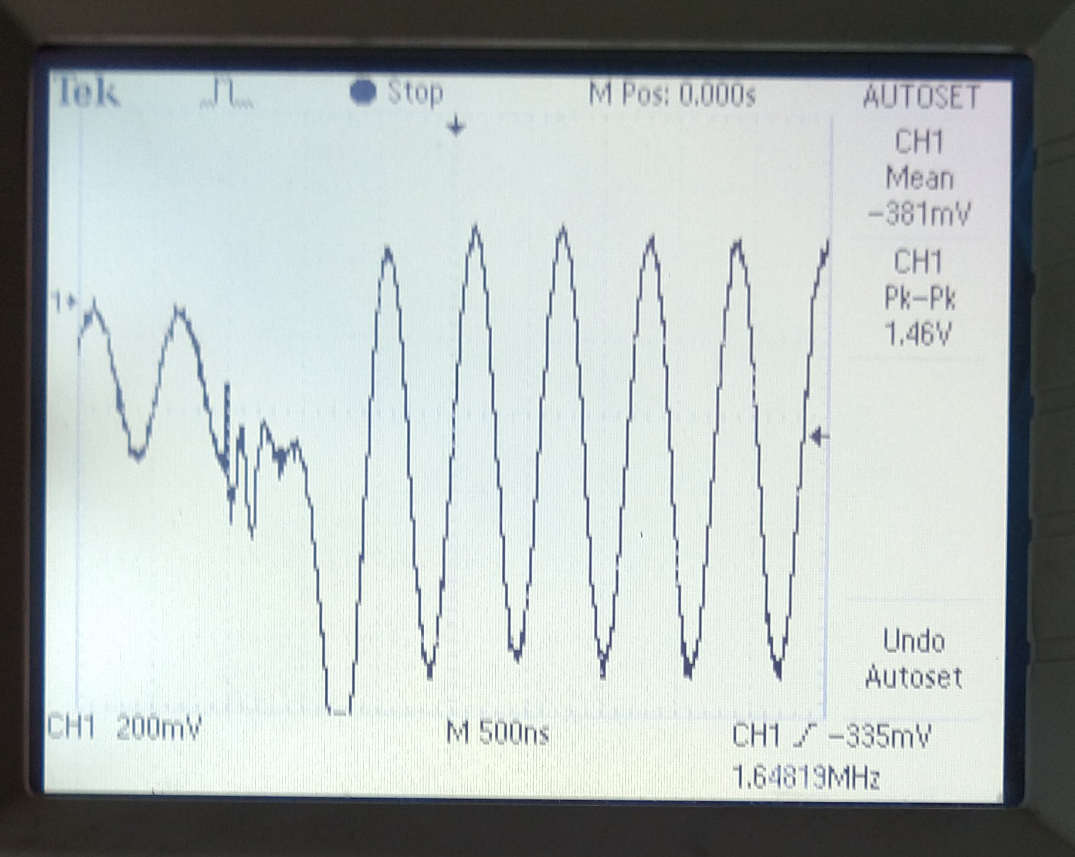 Tek Stop M Pos: 0.000s AUTOSET
CH1
Mean
-381mV
CH1
Pk-Pk
1.46V
1
Undo
Autoset
CH1 200mV M 500ns CH1 -335mV
1.64819MHz